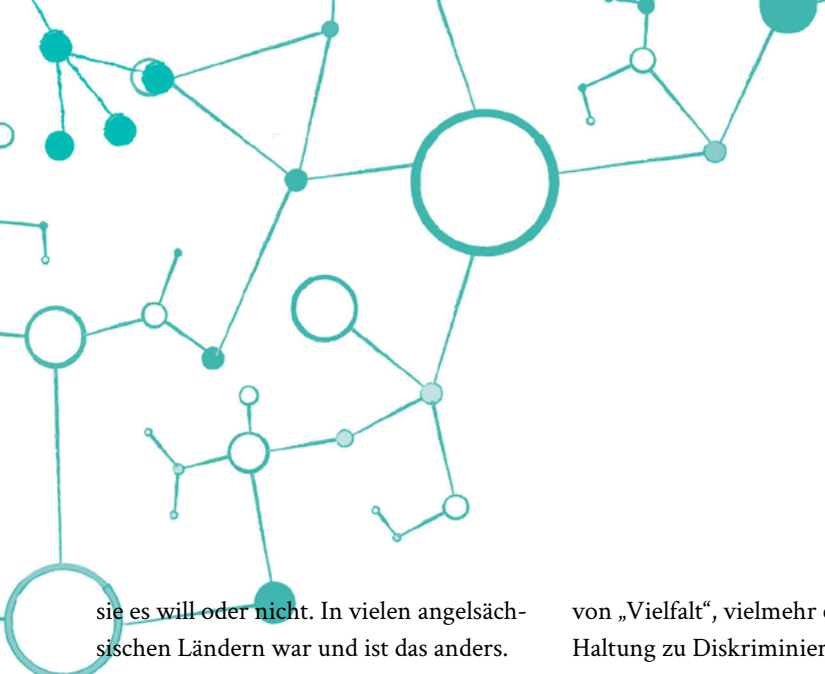 sie es will oder nicht. In vielen angelsäch-
sischen Ländern war und ist das anders.
von „Vielfalt“, vielmehr
Haltung zu